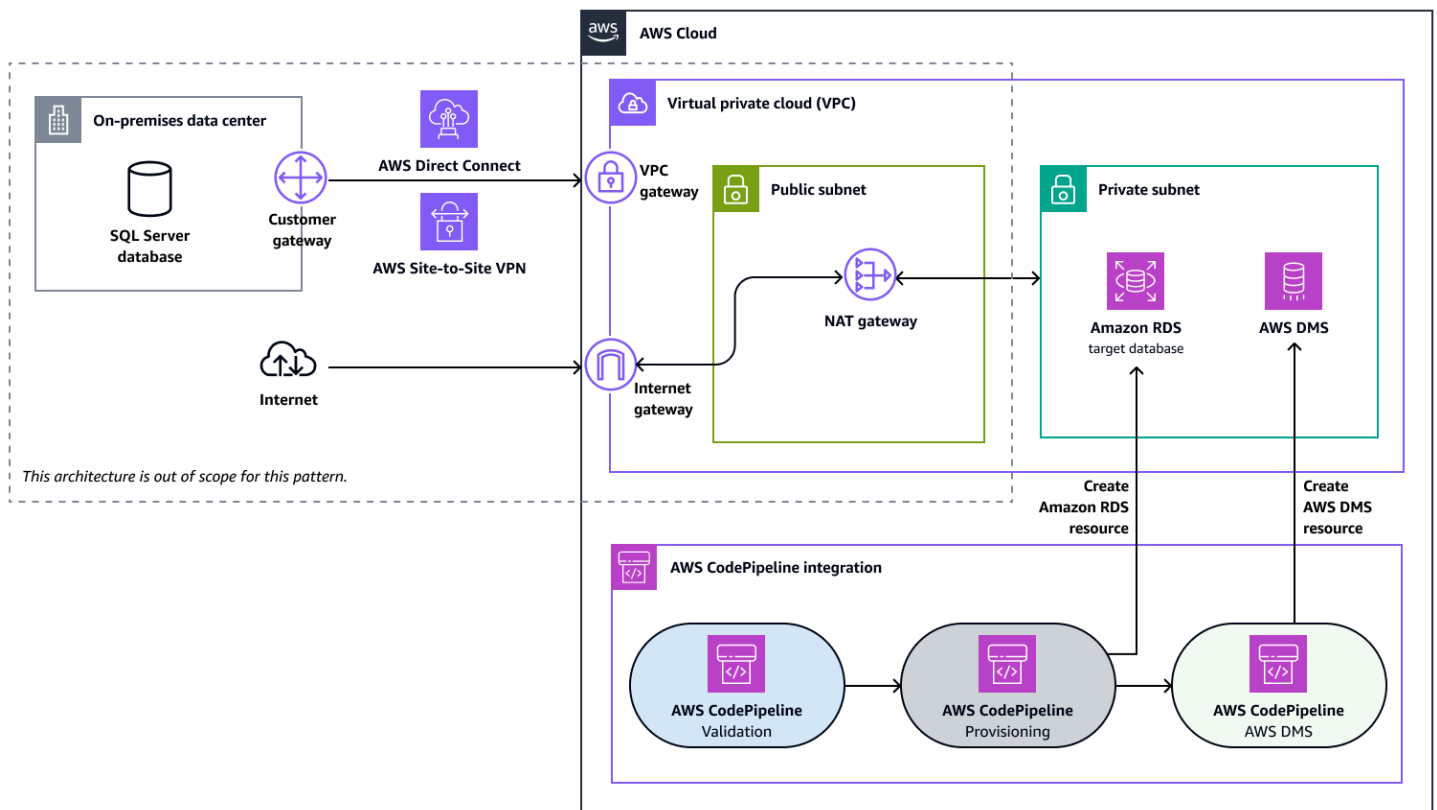 aws
AWS Cloud
Virtual private cloud (VPC)
On-premises data center
SQL Server
database
Customer
gateway
AWS Direct Connect
AWS Site-to-Site VPN
VPC
gateway
Public subnet
NAT gateway
Private subnet
Amazon RDS
target database
AWS DMS
Internet
Internet
gateway
This architecture is out of scope for this pattern.
Create
Amazon RDS
resource
Create
AWS DMS
resource
AWS CodePipeline integration
AWS CodePipeline
Validation
AWS CodePipeline
Provisioning
AWS CodePipeline
AWS DMS